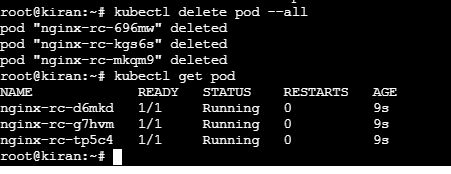 root@kiran:~# kubectl delete pod --all
pod "nginx-rc-696mw" deleted
pod "nginx-rc-kgs6s" deleted
pod "nginx-rc-mkqm9" deleted
root@kiran:~# kubectl get pod
NAME READY STATUS RESTARTS AGE
nginx-rc-d6mkd 1/1 Running 0 9s
nginx-rc-g7hvm 1/1 Running 0 9s
nginx-rc-tp5c4 1/1 Running 0 9s
root@kiran:~#